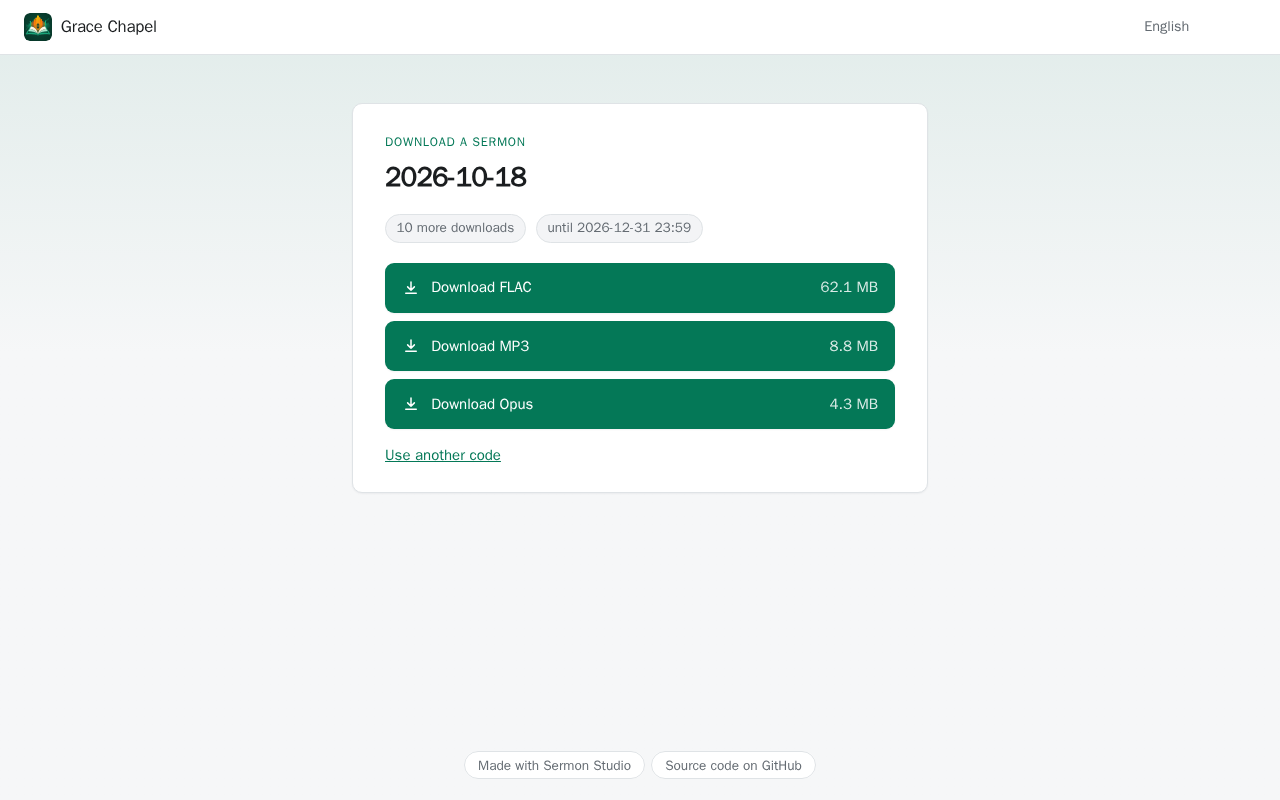 Grace Chapel
English
DOWNLOAD A SERMON
2026-10-18
10 more downloads
until 2026-12-31 23:59
Download FLAC 62.1 MB
Download MP3 8.8 MB
Download Opus 4.3 MB
Use another code
Made with Sermon Studio
Source code on GitHub